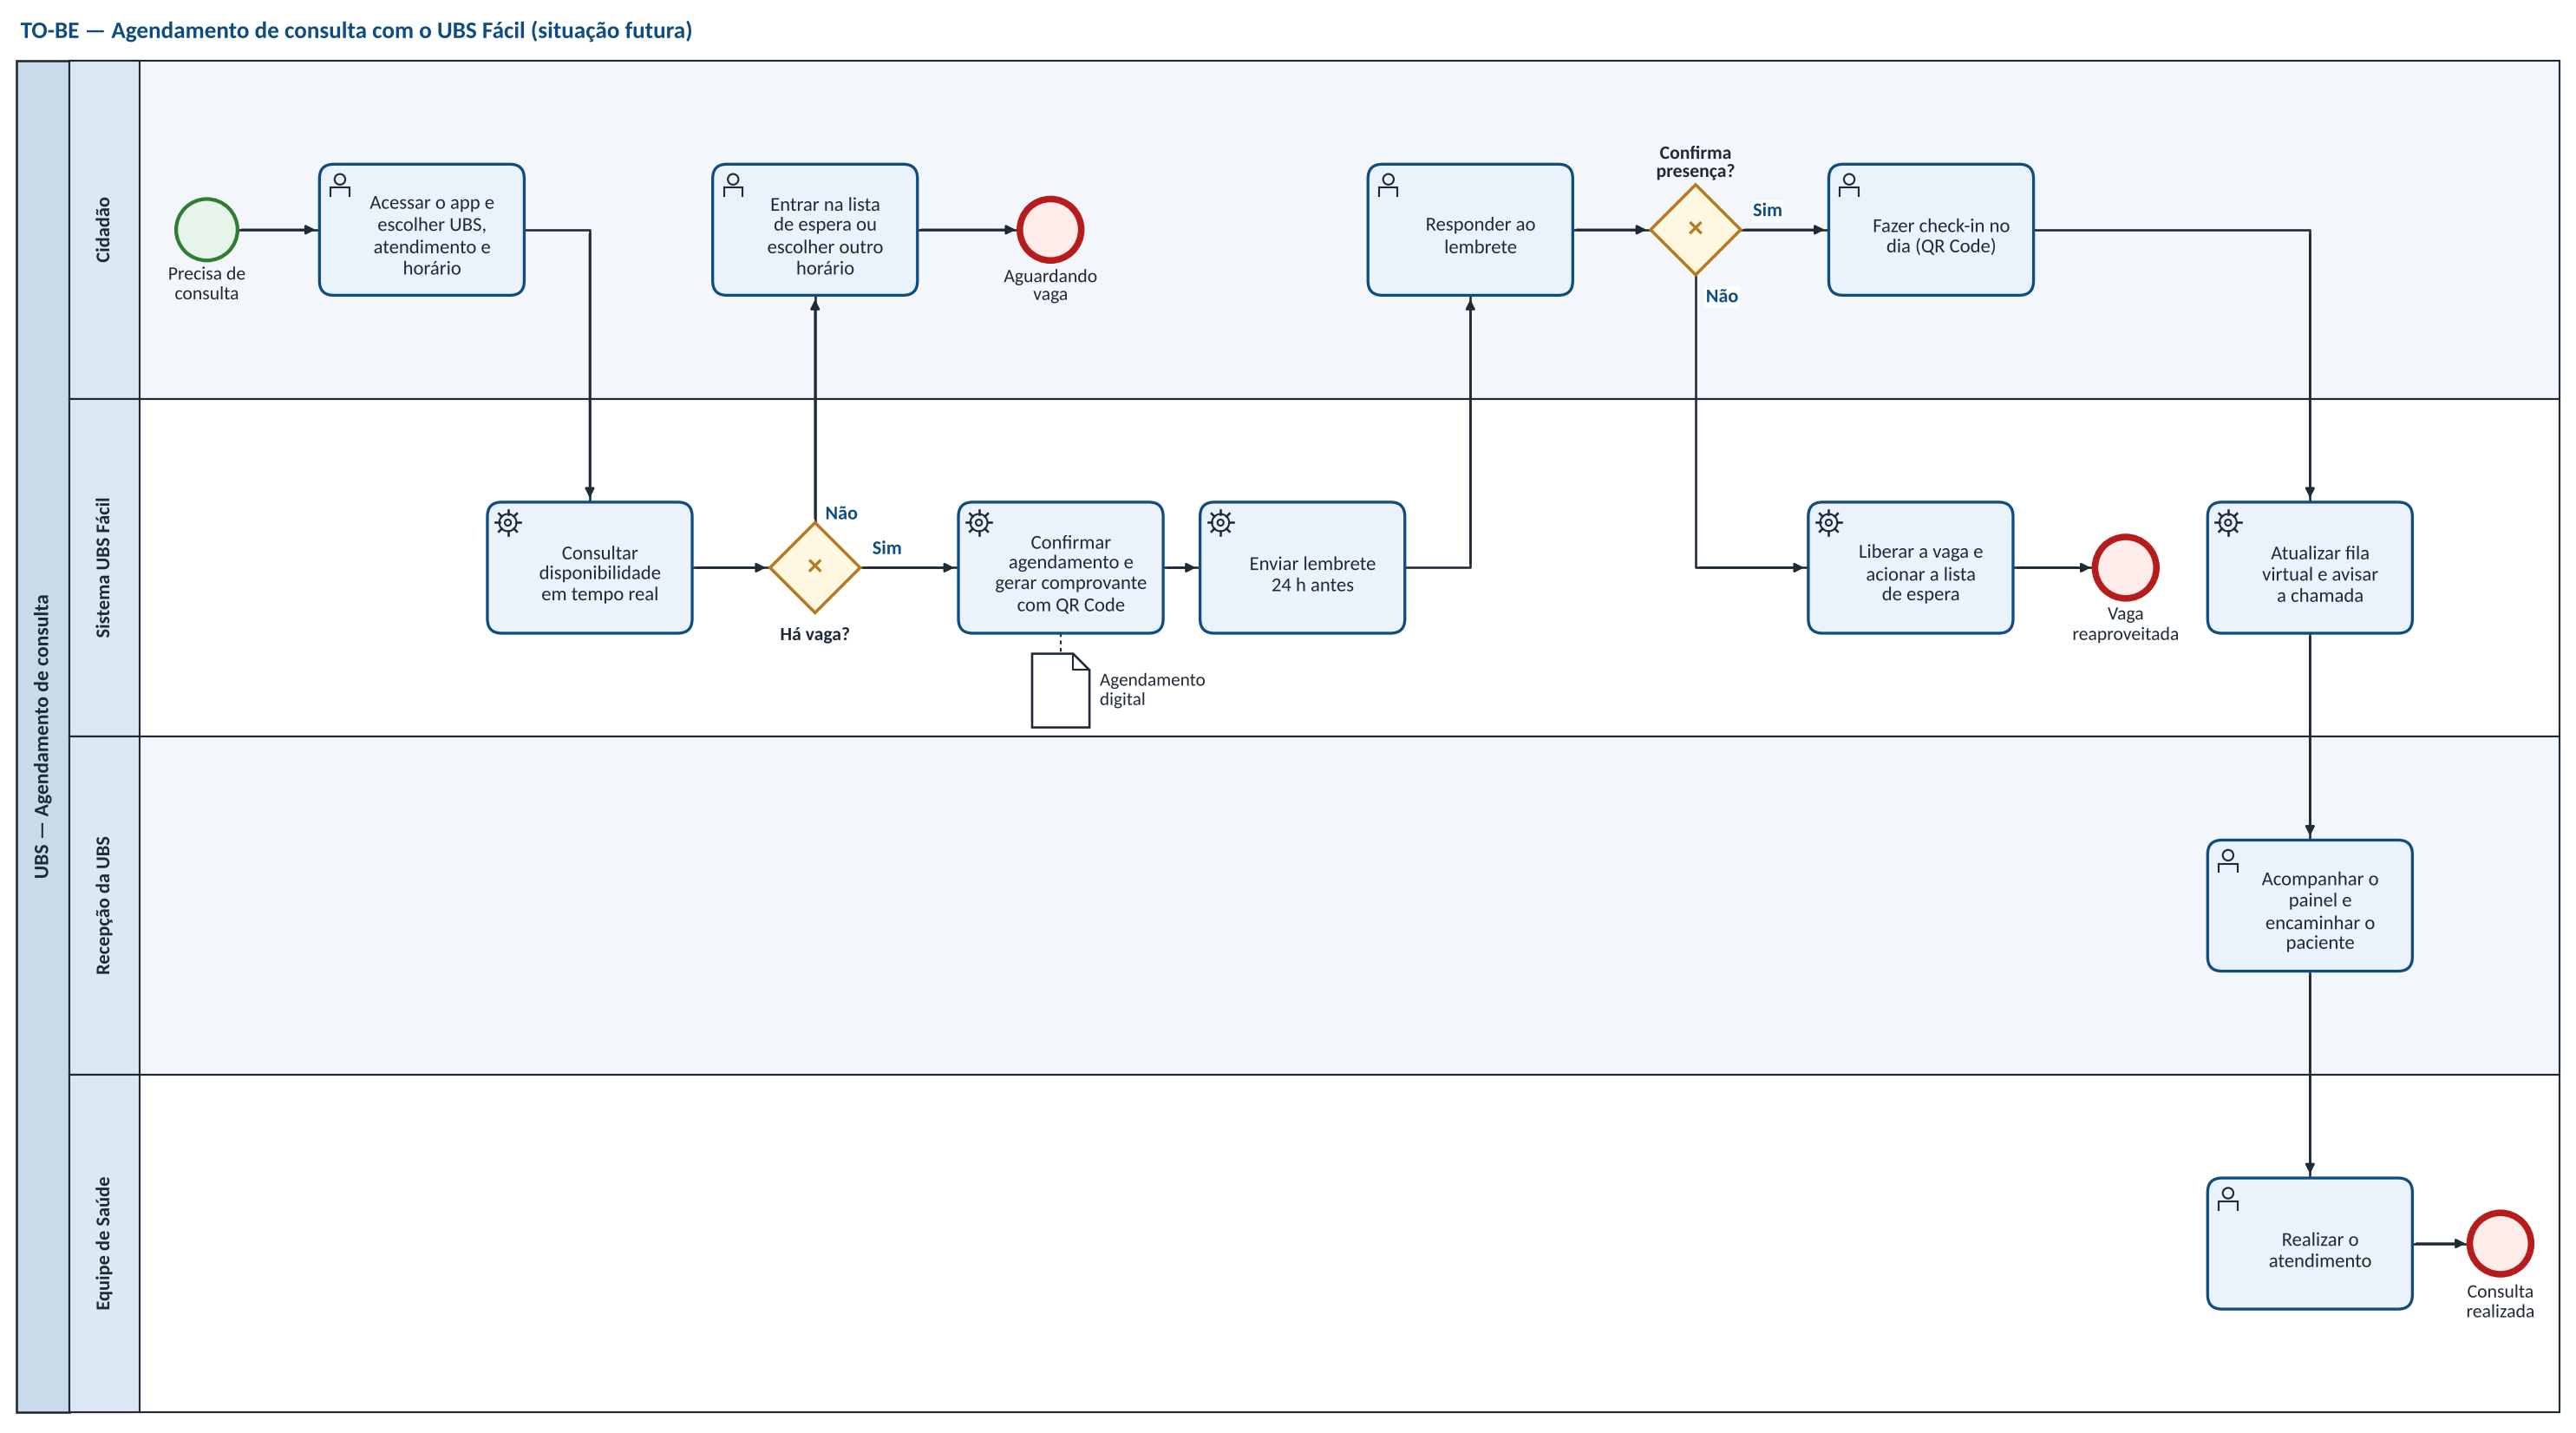 TO-BE — Agendamento de consulta com o UBS Fácil (situação futura)
UBS — Agendamento de consulta
Cidadão
Precisa de
consulta
Acessar o app e
escolher UBS,
atendimento e
horário
Entrar na lista
de espera ou
escolher outro
horário
Aguardando
vaga
Responder ao
lembrete
Confirma
presença?
Sim
Não
Fazer check-in no
dia (QR Code)
Sistema UBS Fácil
Consultar
disponibilidade
em tempo real
Não
Sim
Há vaga?
Confirmar
agendamento e
gerar comprovante
com QR Code
Agendamento
digital
Enviar lembrete
24 h antes
Liberar a vaga e
acionar a lista
de espera
Vaga
reaproveitada
Atualizar fila
virtual e avisar
a chamada
Recepção da UBS
Acompanhar o
painel e
encaminhar o
paciente
Equipe de Saúde
Realizar o
atendimento
Consulta
realizada